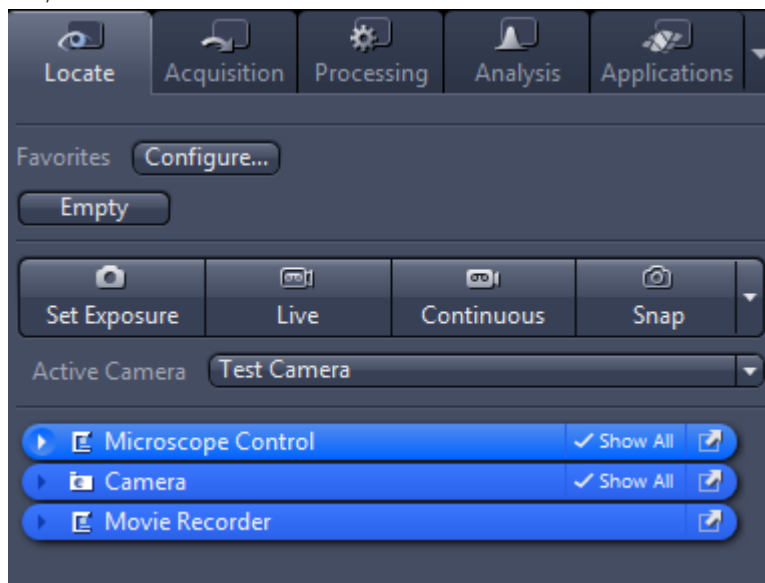 Locate Acquisition Processing Analysis Applications
Favorites Configure...
Empty
Set Exposure Live Continuous Snap
Active Camera Test Camera
Microscope Control Show All
Camera Show All
Movie Recorder